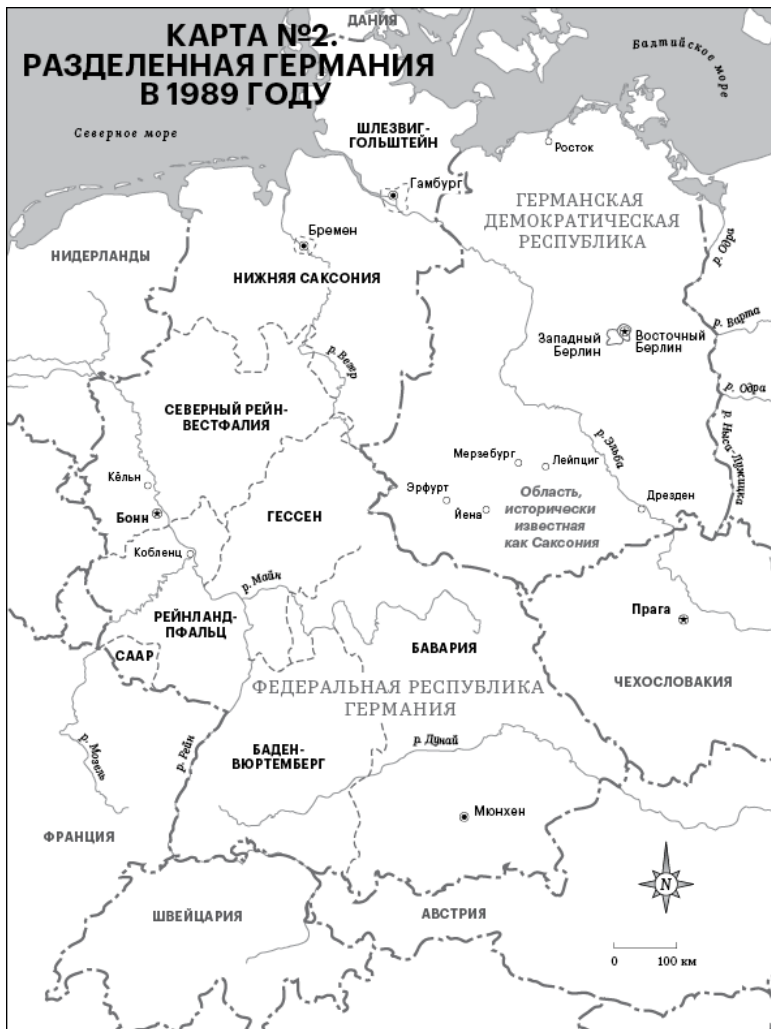 ДАНИЯ
КАРТА №2.
РАЗДЕЛЕННАЯ ГЕРМАНИЯ
В 1989 ГОДУ
Балтийское море
Северное море
ШЛЕЗВИГ-
ГОЛЬШТЕЙН
Росток
Гамбург
ГЕРМАНСКАЯ
ДЕМОКРАТИЧЕСКАЯ
РЕСПУБЛИКА
Бремен
НИДЕРЛАНДЫ
р. Одра
НИЖНЯЯ САКСОНИЯ
р. Варта
Западный
Берлин
Восточный
Берлин
р. Везер
р. Одра
СЕВЕРНЫЙ РЕЙН-
ВЕСТФАЛИЯ
р. Эльба
р. Ныса-Лужицка
Мерзебург
Лейпциг
Кёльн
Эрфурт
Йена
Область,
исторически
известная
как Саксония
Дрезден
Бонн
ГЕССЕН
Кобленц
р. Майн
РЕЙНЛАНД-
ПФАЛЬЦ
Прага
СААР
БАВАРИЯ
ЧЕХОСЛОВАКИЯ
ФЕДЕРАЛЬНАЯ РЕСПУБЛИКА
ГЕРМАНИЯ
р. Мозель
р. Рейн
БАДЕН-
ВЮРТЕМБЕРГ
р. Дунай
Мюнхен
ФРАНЦИЯ
N
ШВЕЙЦАРИЯ
АВСТРИЯ
0 100 км